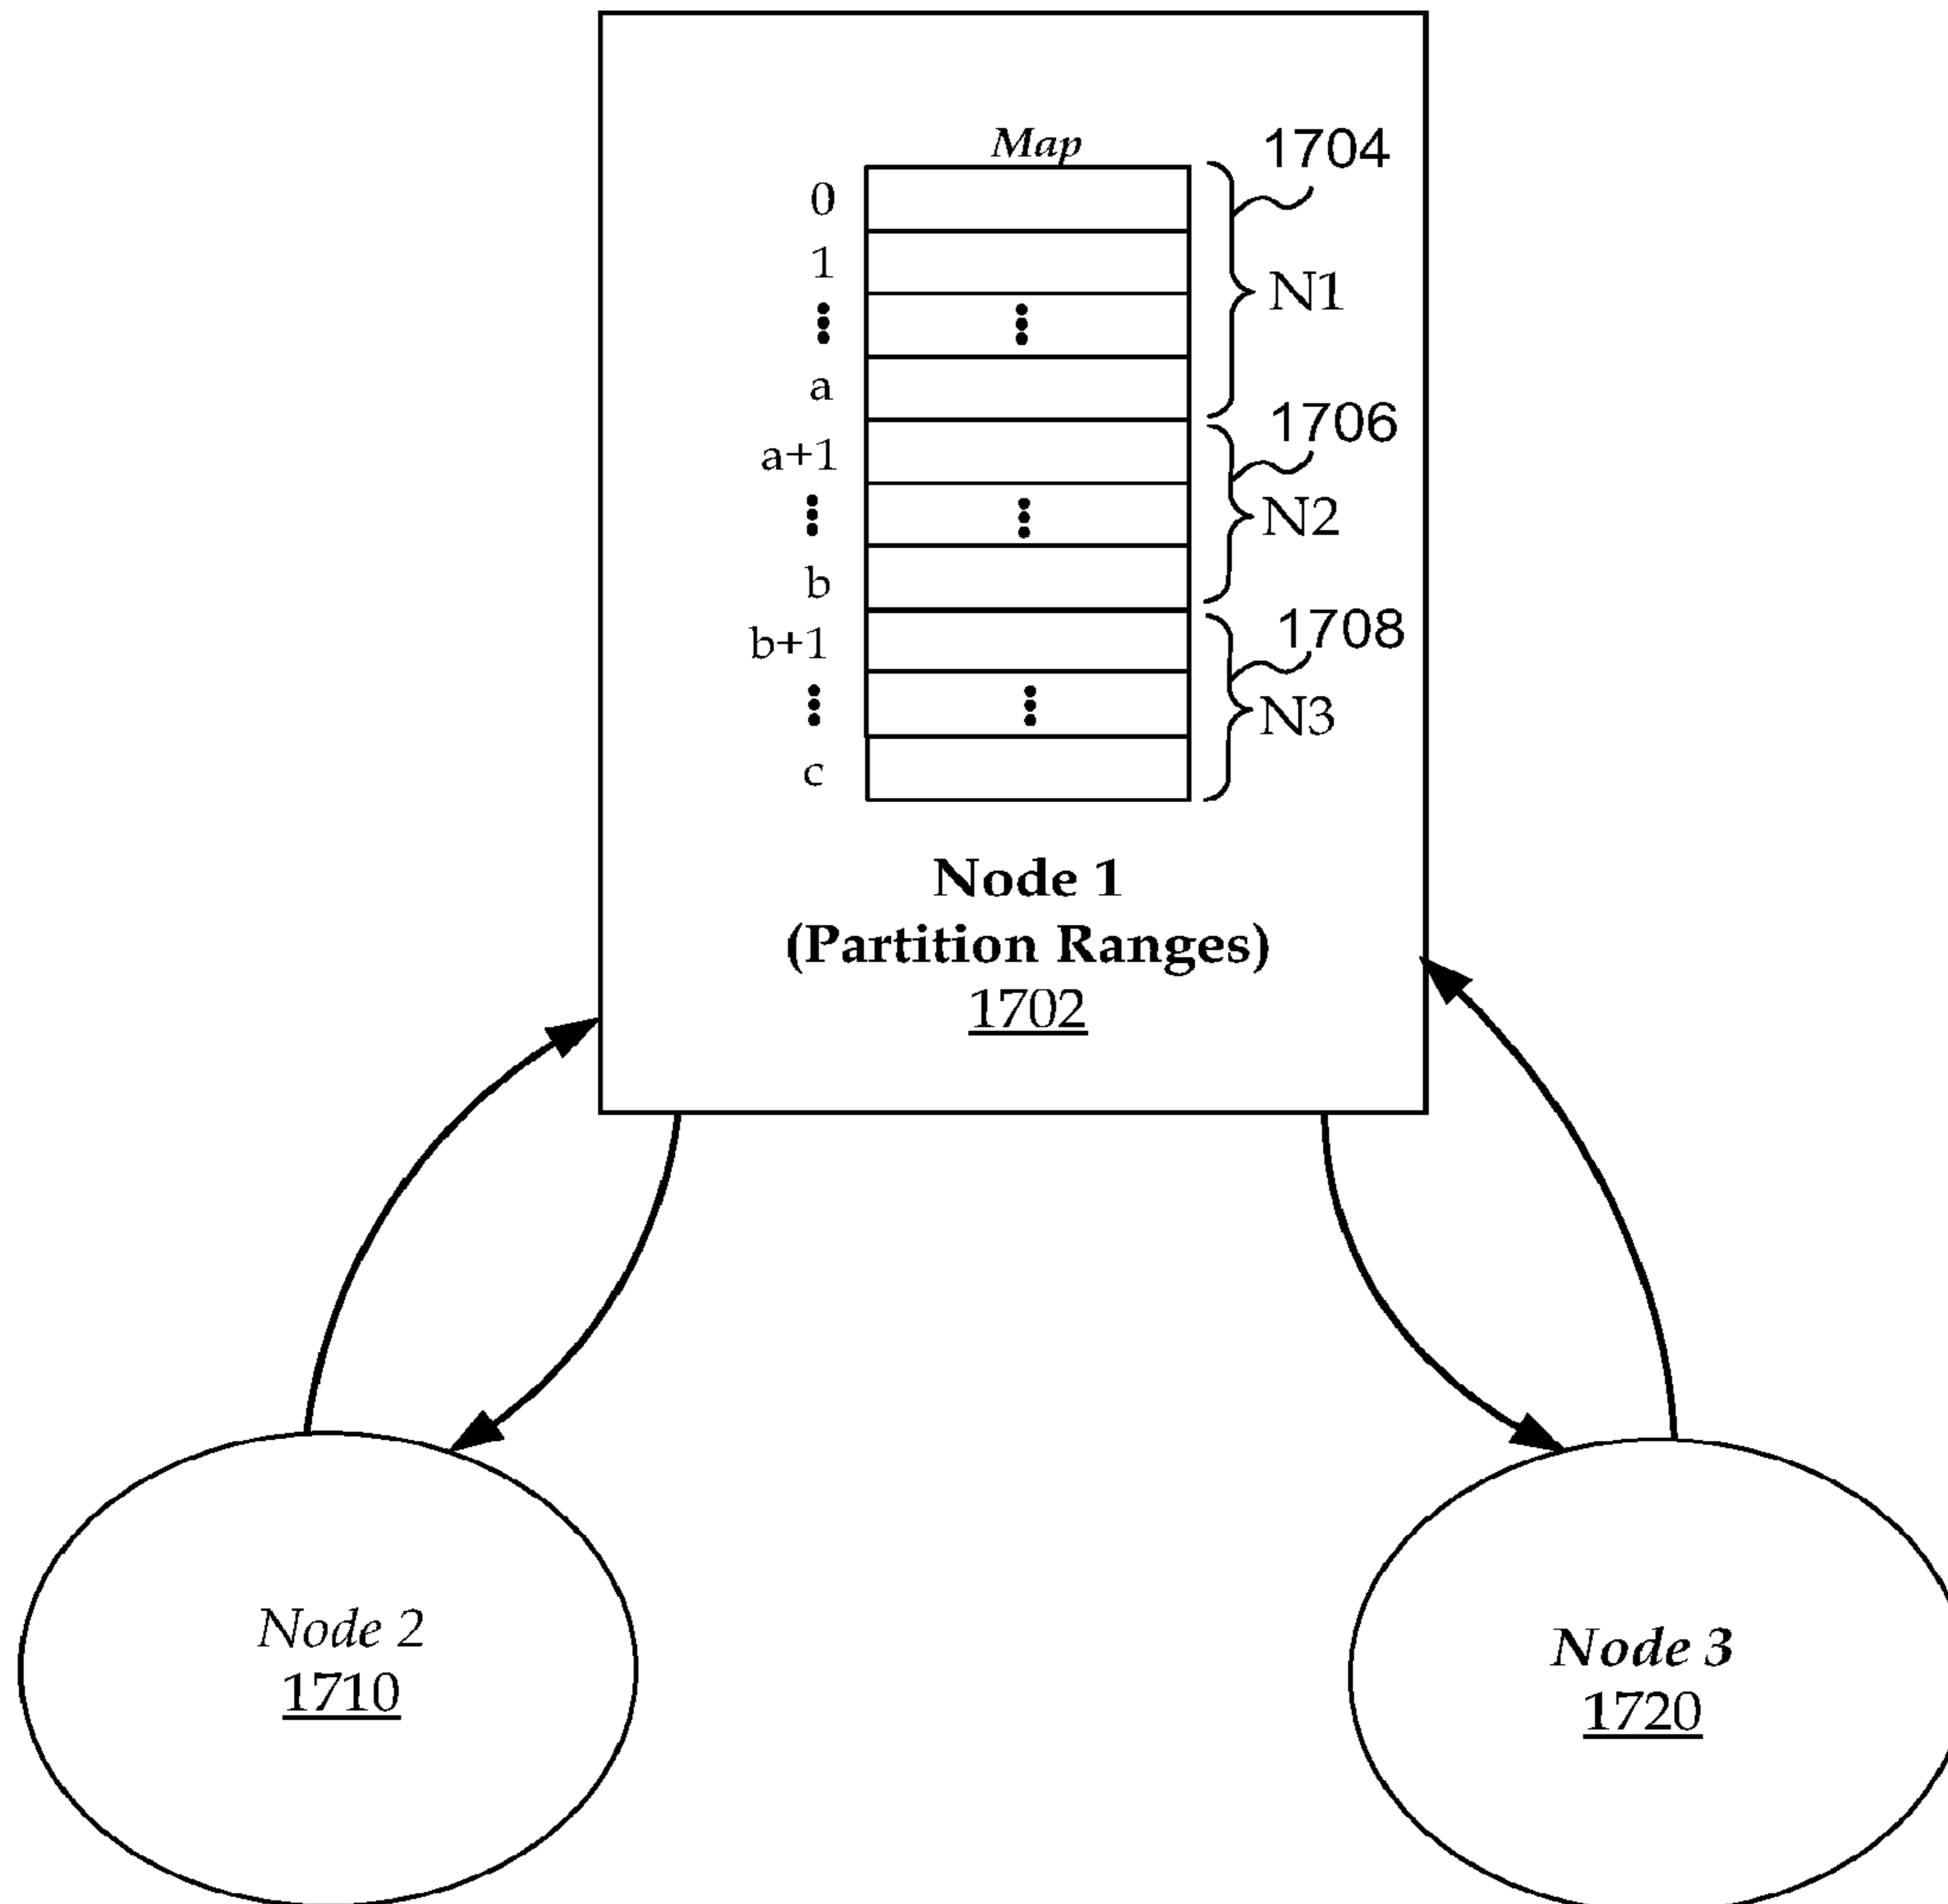 Map
0
1704
1
N1
a
1706
a+1
N2
b
1708
b+1
N3
c
Node 1
(Partition Ranges)
1702
Node 2
1710
Node 3
1720